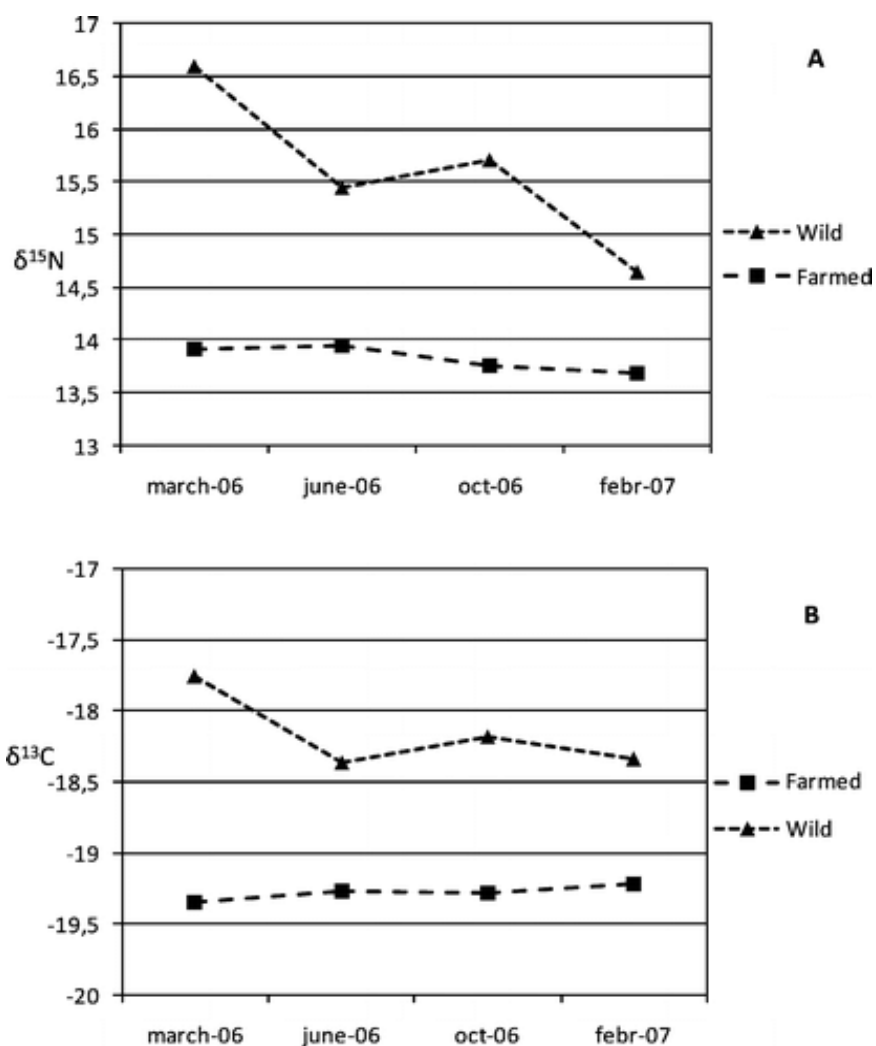 17
16,5
16
15,5
15
14,5
14
13,5
13
δ¹⁵N
march-06 june-06 oct-06 febr-07
A
Wild
Farmed
-17
-17,5
-18
-18,5
-19
-19,5
-20
δ¹³C
march-06 june-06 oct-06 febr-07
B
Farmed
Wild